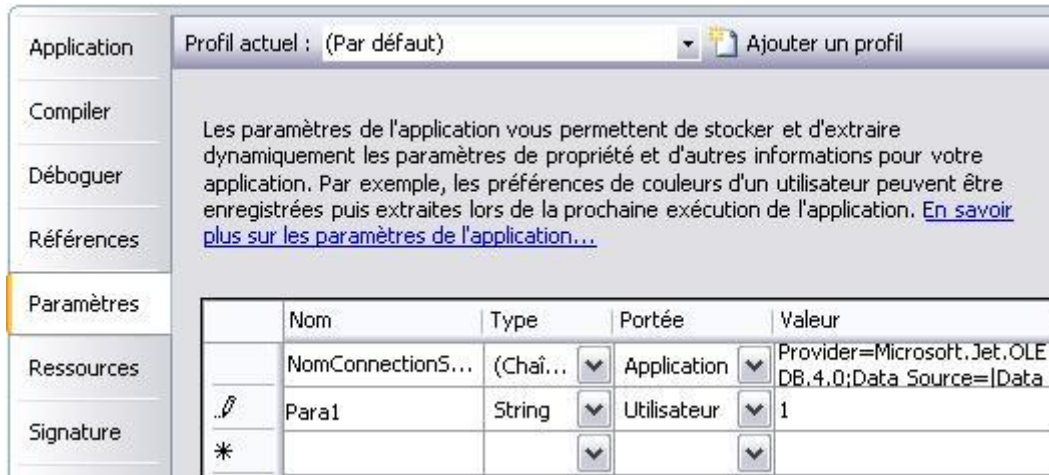 Application
Profil actuel : (Par défaut)
Ajouter un profil
Compiler
Déboguer
Références
Paramètres
Ressources
Signature
Les paramètres de l'application vous permettent de stocker et d'extraire
dynamiquement les paramètres de propriété et d'autres informations pour votre
application. Par exemple, les préférences de couleurs d'un utilisateur peuvent être
enregistrées puis extraites lors de la prochaine exécution de l'application. En savoir
plus sur les paramètres de l'application...
Nom Type Portée Valeur
NomConnectionS... (Chaî... Application Provider=Microsoft.Jet.OLE
DB.4.0;Data Source=|Data
Para1 String Utilisateur 1